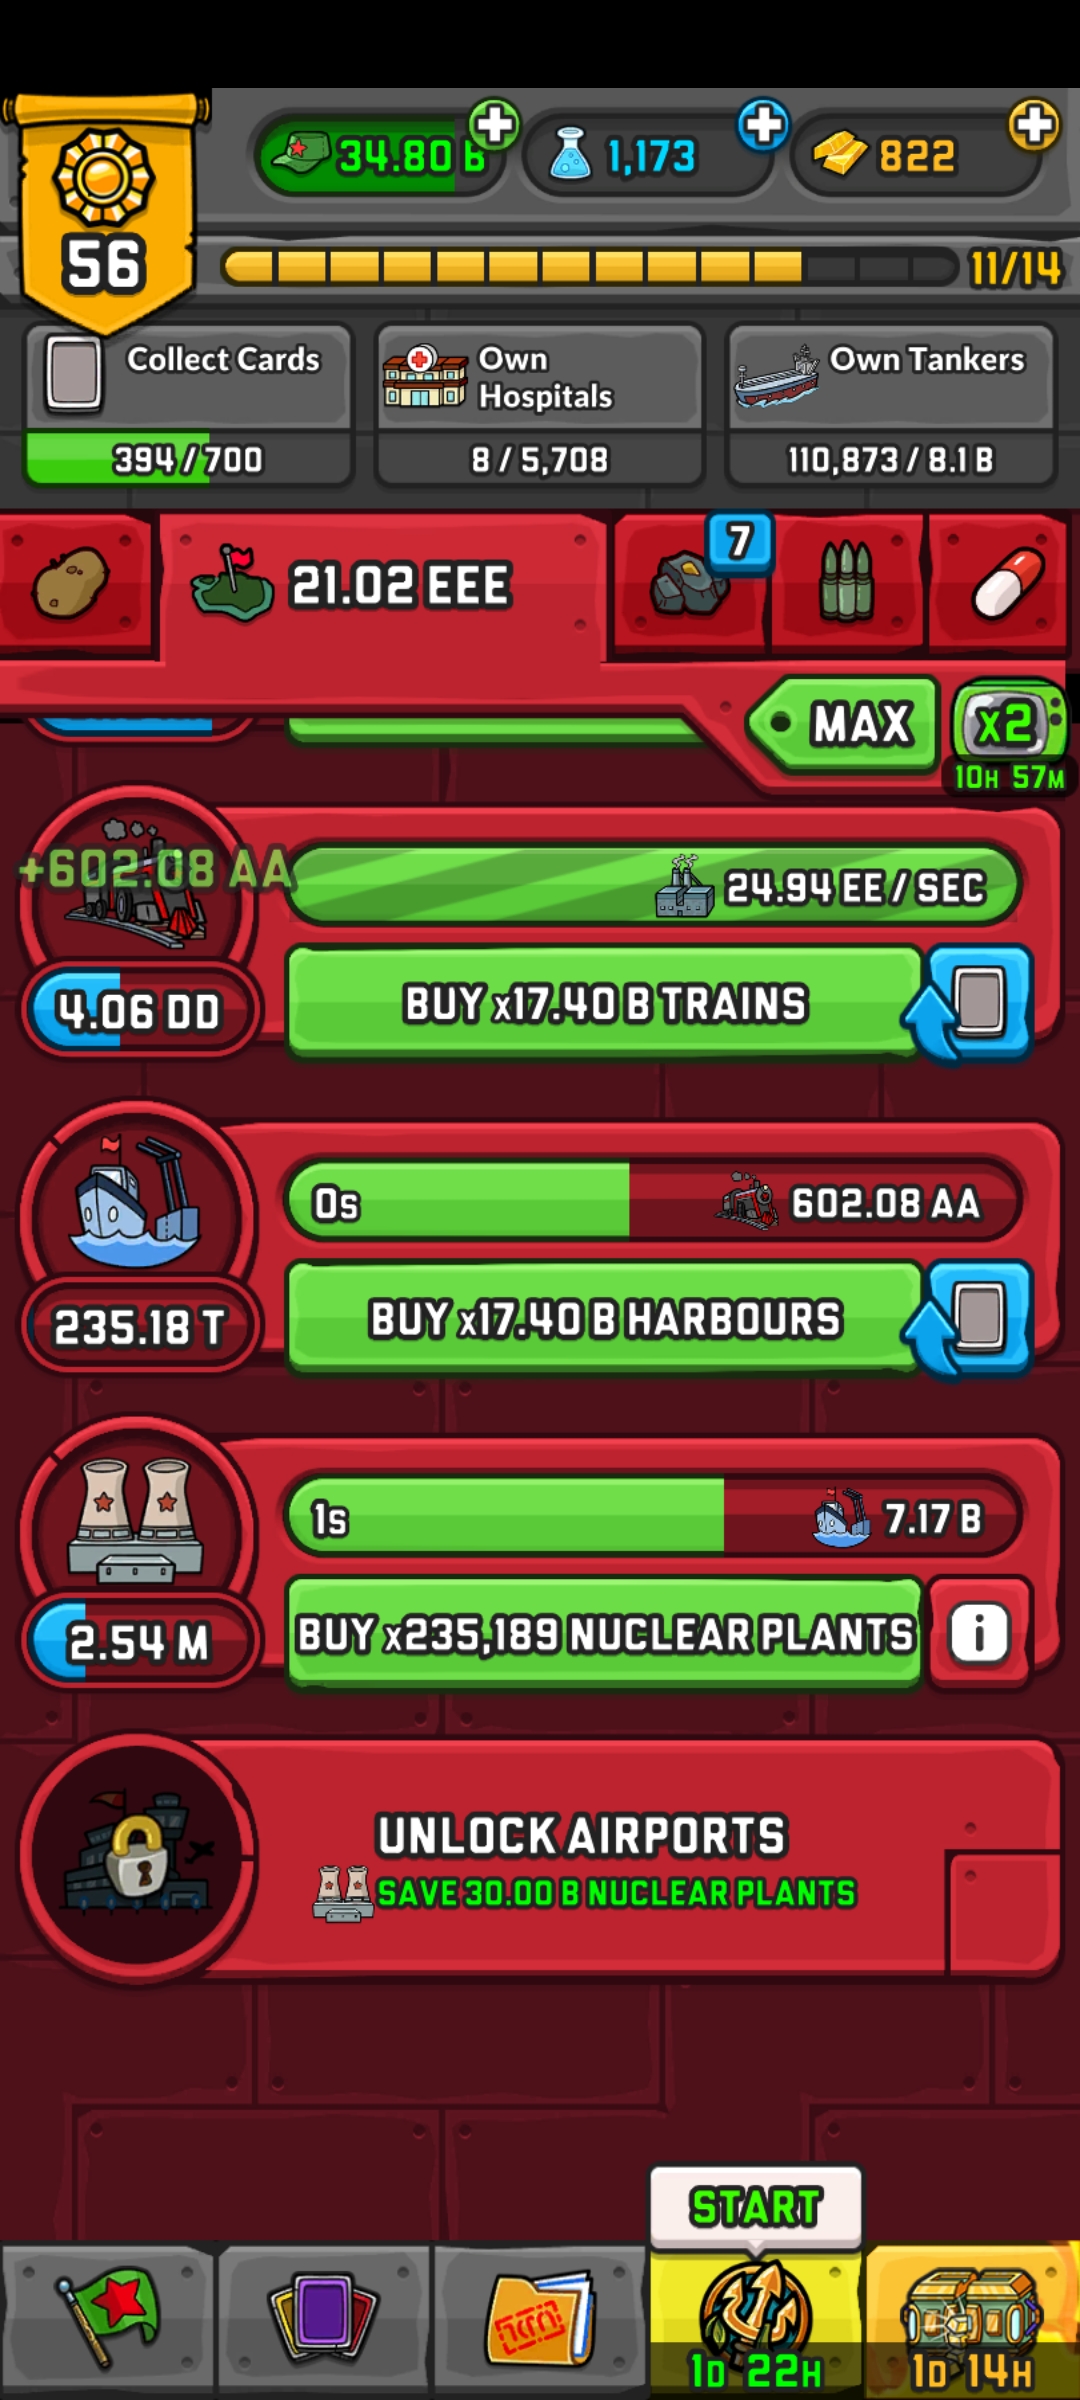 34.80 B
1,173
822
56
11/14
Collect Cards
394/700
Own
Hospitals
8/5,708
Own Tankers
110,873/8.1 B
21.02 EEE
7
MAX
x2
10H 57M
+602.08 AA
24.94 EE/SEC
4.06 DD
BUY x17.40 B TRAINS
0s
602.08 AA
235.18 T
BUY x17.40 B HARBOURS
1s
7.17 B
2.54 M
BUY x235,189 NUCLEAR PLANTS
i
UNLOCK AIRPORTS
SAVE 30.00 B NUCLEAR PLANTS
START
1D 22H
1D 14H